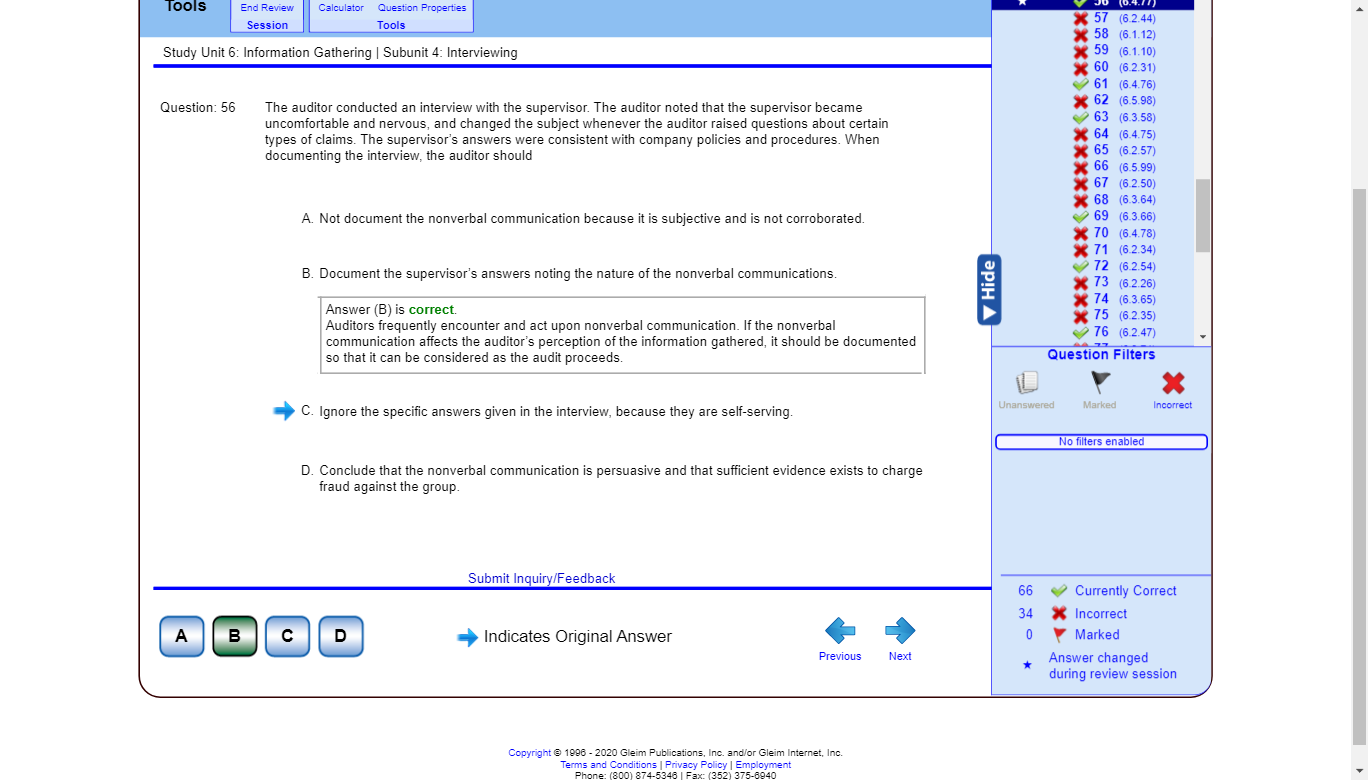 Tools
End Review
Session
Calculator Question Properties
Tools
Study Unit 6: Information Gathering | Subunit 4: Interviewing
Question: 56
The auditor conducted an interview with the supervisor. The auditor noted that the supervisor became
uncomfortable and nervous, and changed the subject whenever the auditor raised questions about certain
types of claims. The supervisor's answers were consistent with company policies and procedures. When
documenting the interview, the auditor should
A. Not document the nonverbal communication because it is subjective and is not corroborated.
B. Document the supervisor's answers noting the nature of the nonverbal communications.
Answer (B) is correct.
Auditors frequently encounter and act upon nonverbal communication. If the nonverbal
communication affects the auditor's perception of the information gathered, it should be documented
so that it can be considered as the audit proceeds.
C. Ignore the specific answers given in the interview, because they are self-serving.
D. Conclude that the nonverbal communication is persuasive and that sufficient evidence exists to charge
fraud against the group.
Submit Inquiry/Feedback
A B C D
Indicates Original Answer
Previous Next
56 (6.4.77)
57 (6.2.44)
58 (6.1.12)
59 (6.1.10)
60 (6.2.31)
61 (6.4.76)
62 (6.5.98)
63 (6.3.58)
64 (6.4.75)
65 (6.2.57)
66 (6.5.99)
67 (6.2.50)
68 (6.3.64)
69 (6.3.66)
70 (6.4.78)
71 (6.2.34)
72 (6.2.54)
73 (6.2.26)
74 (6.3.65)
75 (6.2.35)
76 (6.2.47)
Hide
Question Filters
Unanswered Marked Incorrect
No filters enabled
66 Currently Correct
34 Incorrect
0 Marked
Answer changed
during review session
Copyright © 1996 - 2020 Gleim Publications, Inc. and/or Gleim Internet, Inc.
Terms and Conditions | Privacy Policy | Employment
Phone: (800) 874-5346 | Fax: (352) 375-6940